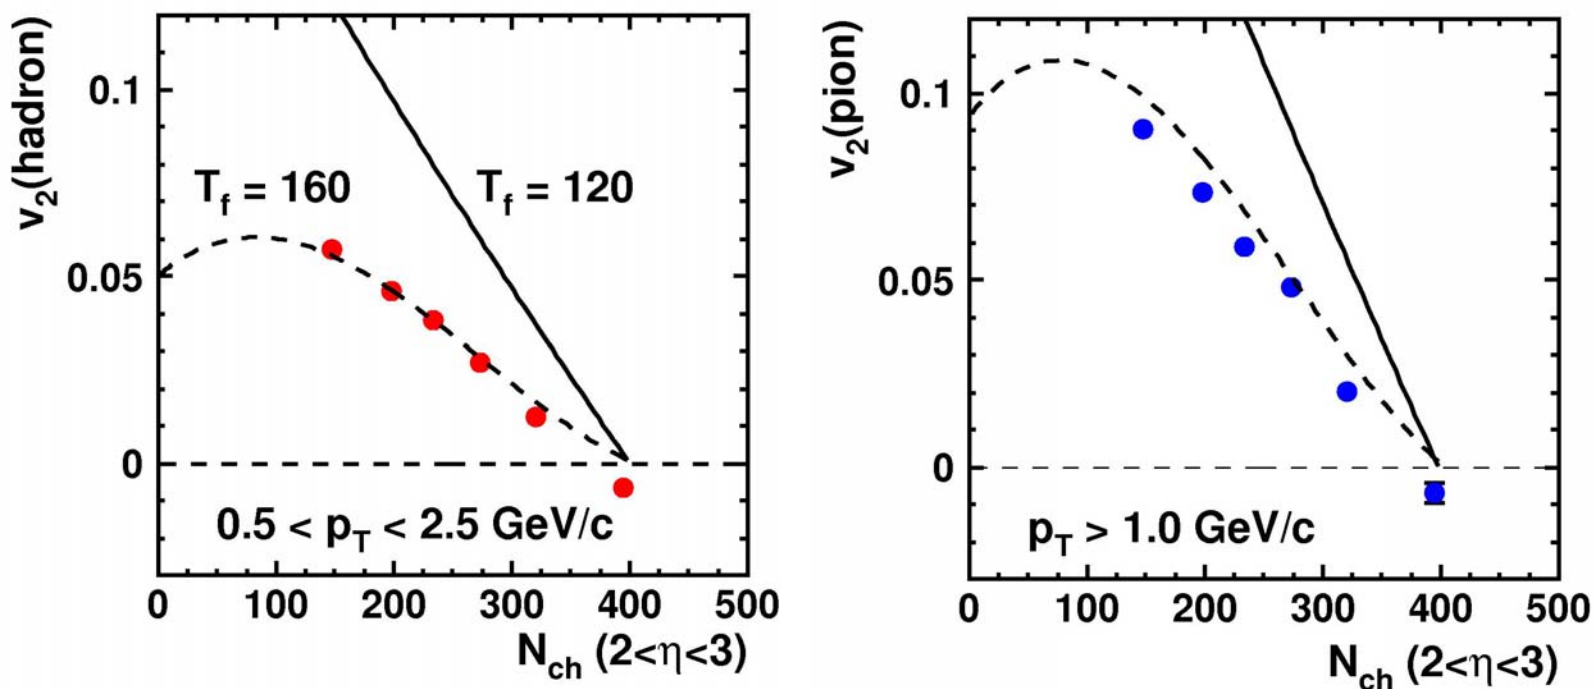 v2(hadron)
0.1
0.05
0
Tf = 160
Tf = 120
0.5 < pT < 2.5 GeV/c
0 100 200 300 400 500
Nch (2<η<3)
v2(pion)
0.1
0.05
0
pT > 1.0 GeV/c
0 100 200 300 400 500
Nch (2<η<3)